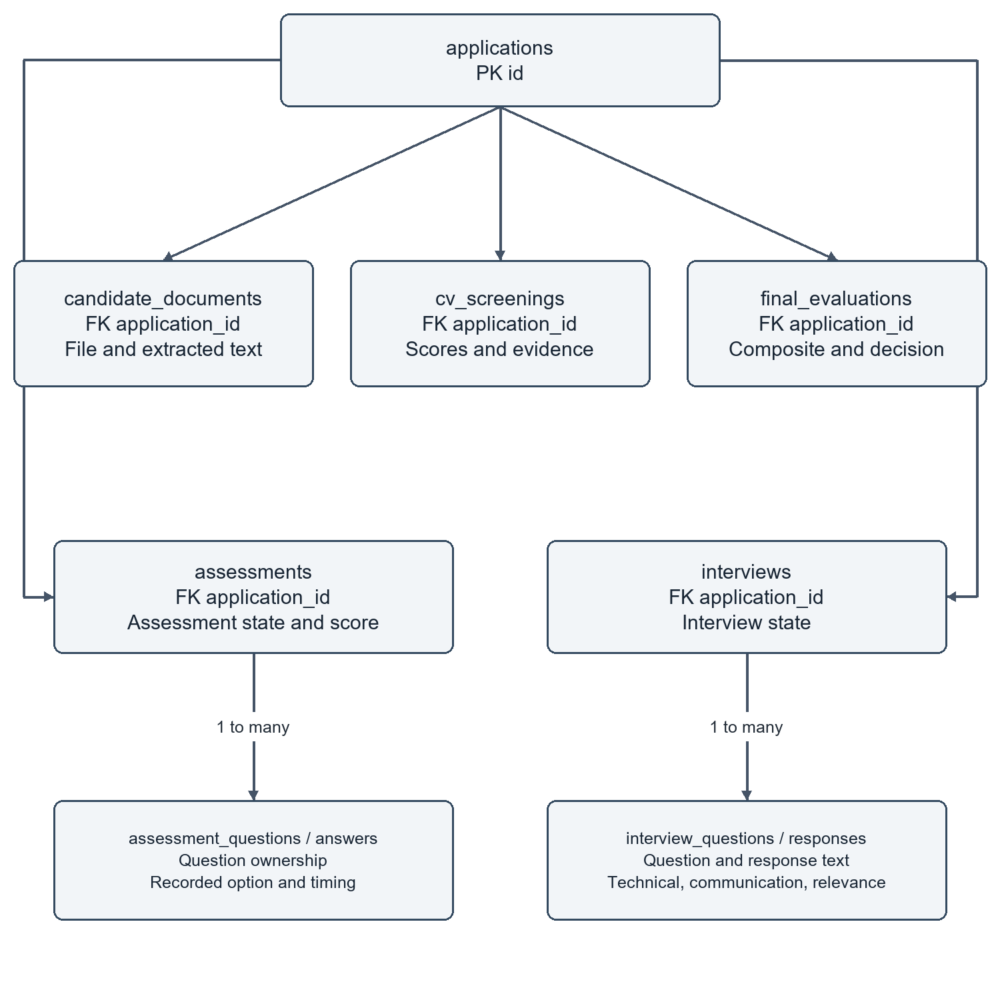 applications
PK id
candidate_documents
FK application_id
File and extracted text
cv_screenings
FK application_id
Scores and evidence
final_evaluations
FK application_id
Composite and decision
assessments
FK application_id
Assessment state and score
interviews
FK application_id
Interview state
1 to many
1 to many
assessment_questions / answers
Question ownership
Recorded option and timing
interview_questions / responses
Question and response text
Technical, communication, relevance